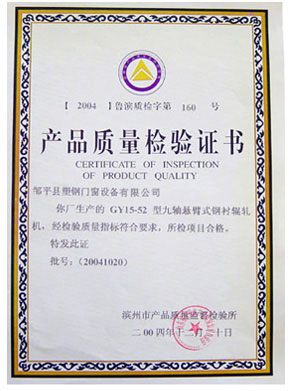 【 2004 】鲁滨质检字第 160 号
产品质量检验证书
CERTIFICATE OF INSPECTION
OF PRODUCT QUALITY
邹平县塑钢门窗设备有限公司
你厂生产的 GY15-52 型九轴悬臂式钢衬辊轧
机，经检验质量指标符合要求，所检项目合格。
特发此证
批号：（20041020）
滨州市产品质量监督检验所
二00四年十 月 十日